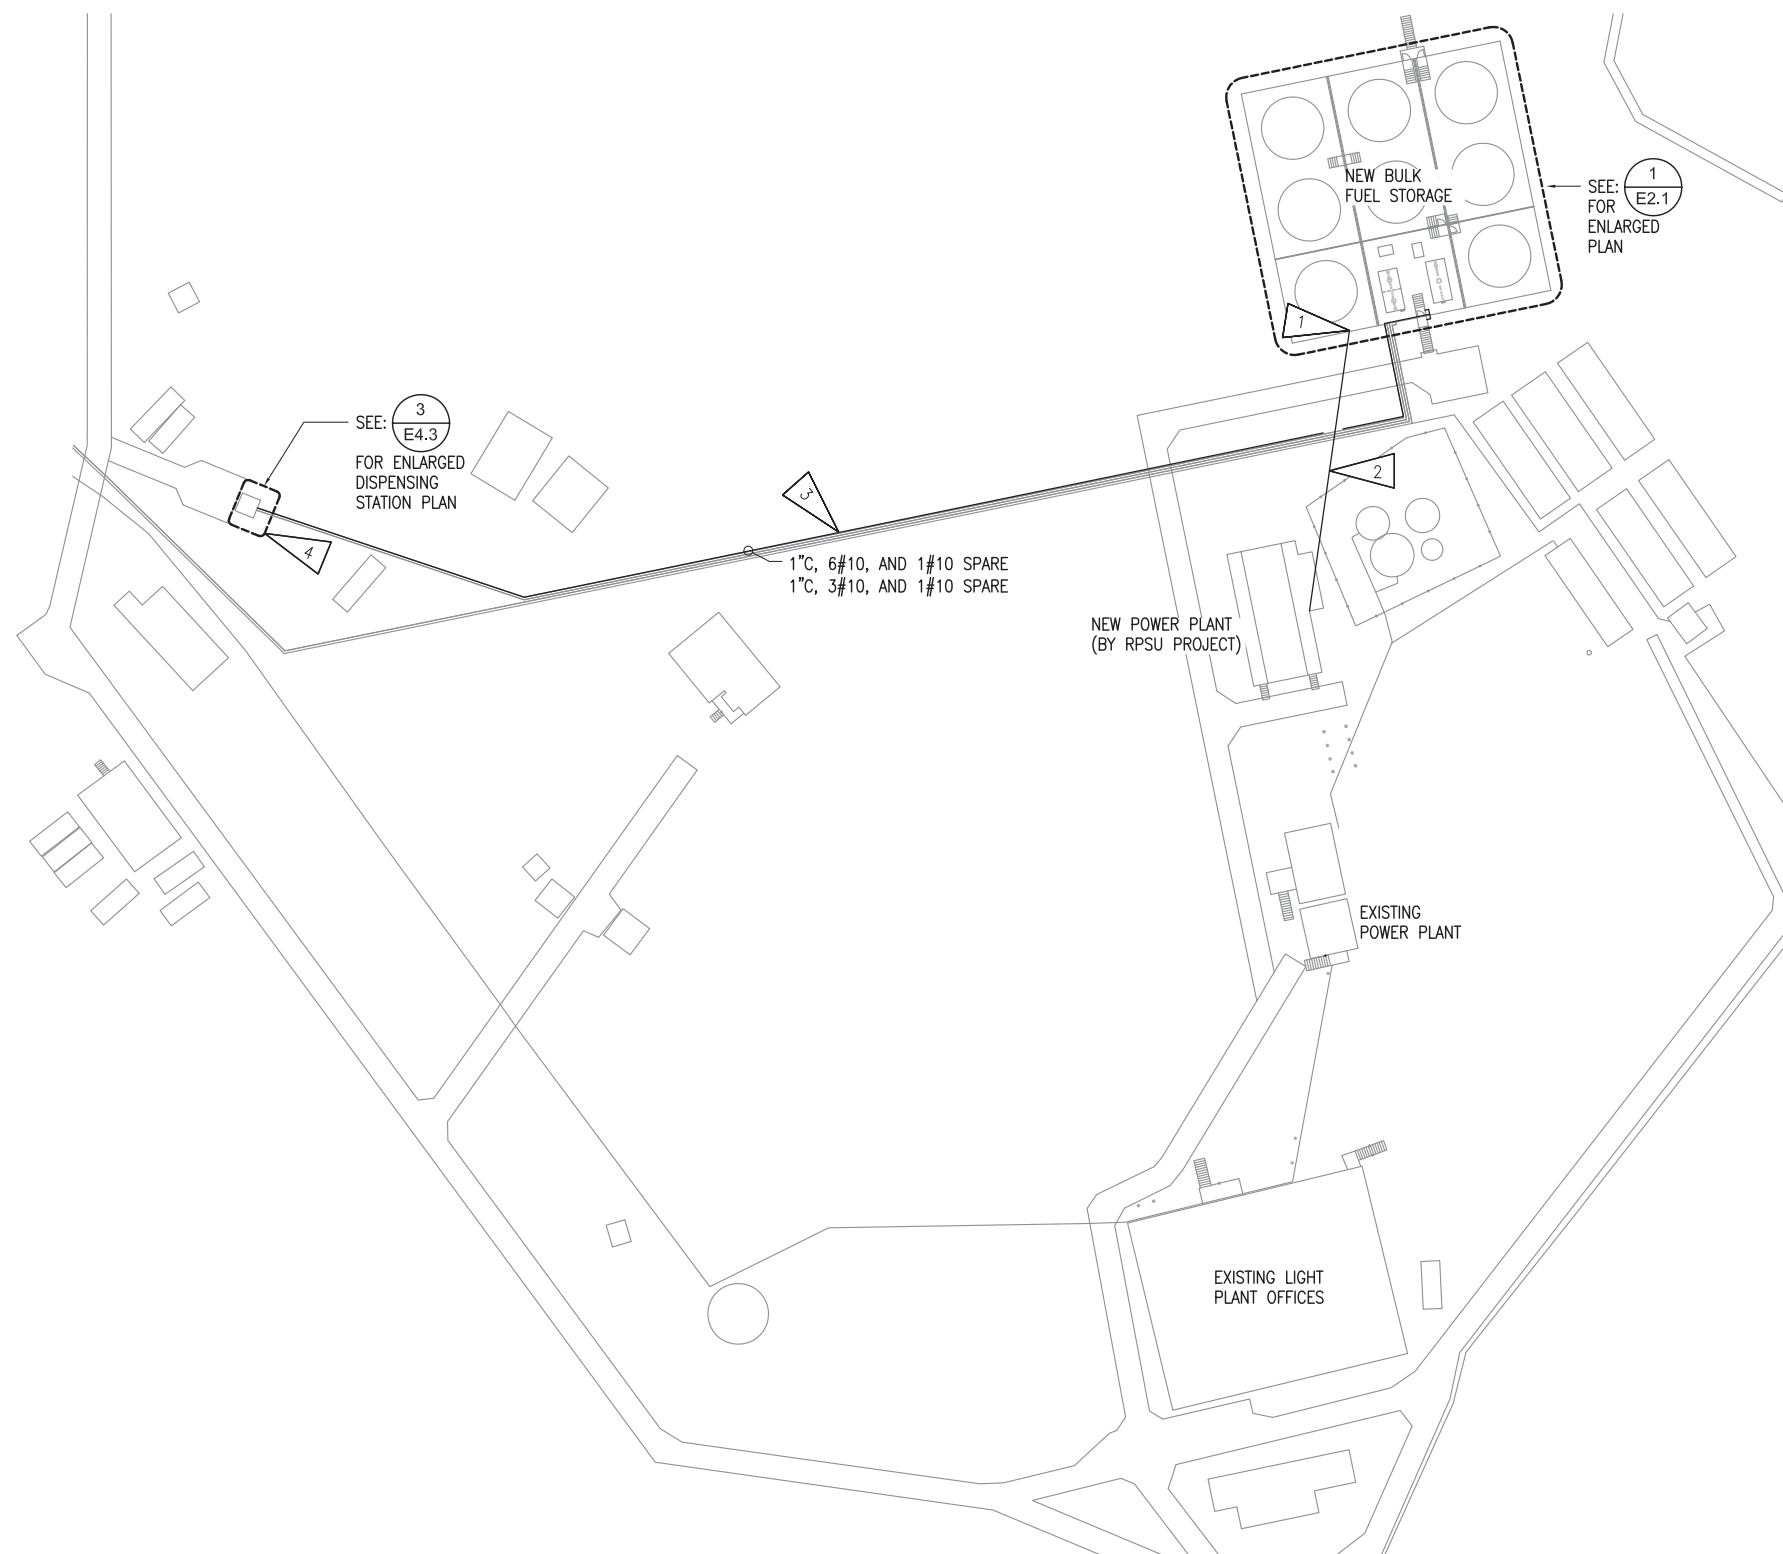 NEW BULK
FUEL STORAGE
SEE:
1
E2.1
FOR
ENLARGED
PLAN
1
SEE:
3
E4.3
FOR ENLARGED
DISPENSING
STATION PLAN
2
3
4
1"C, 6#10, AND 1#10 SPARE
1"C, 3#10, AND 1#10 SPARE
NEW POWER PLANT
(BY RPSU PROJECT)
EXISTING
POWER PLANT
EXISTING LIGHT
PLANT OFFICES